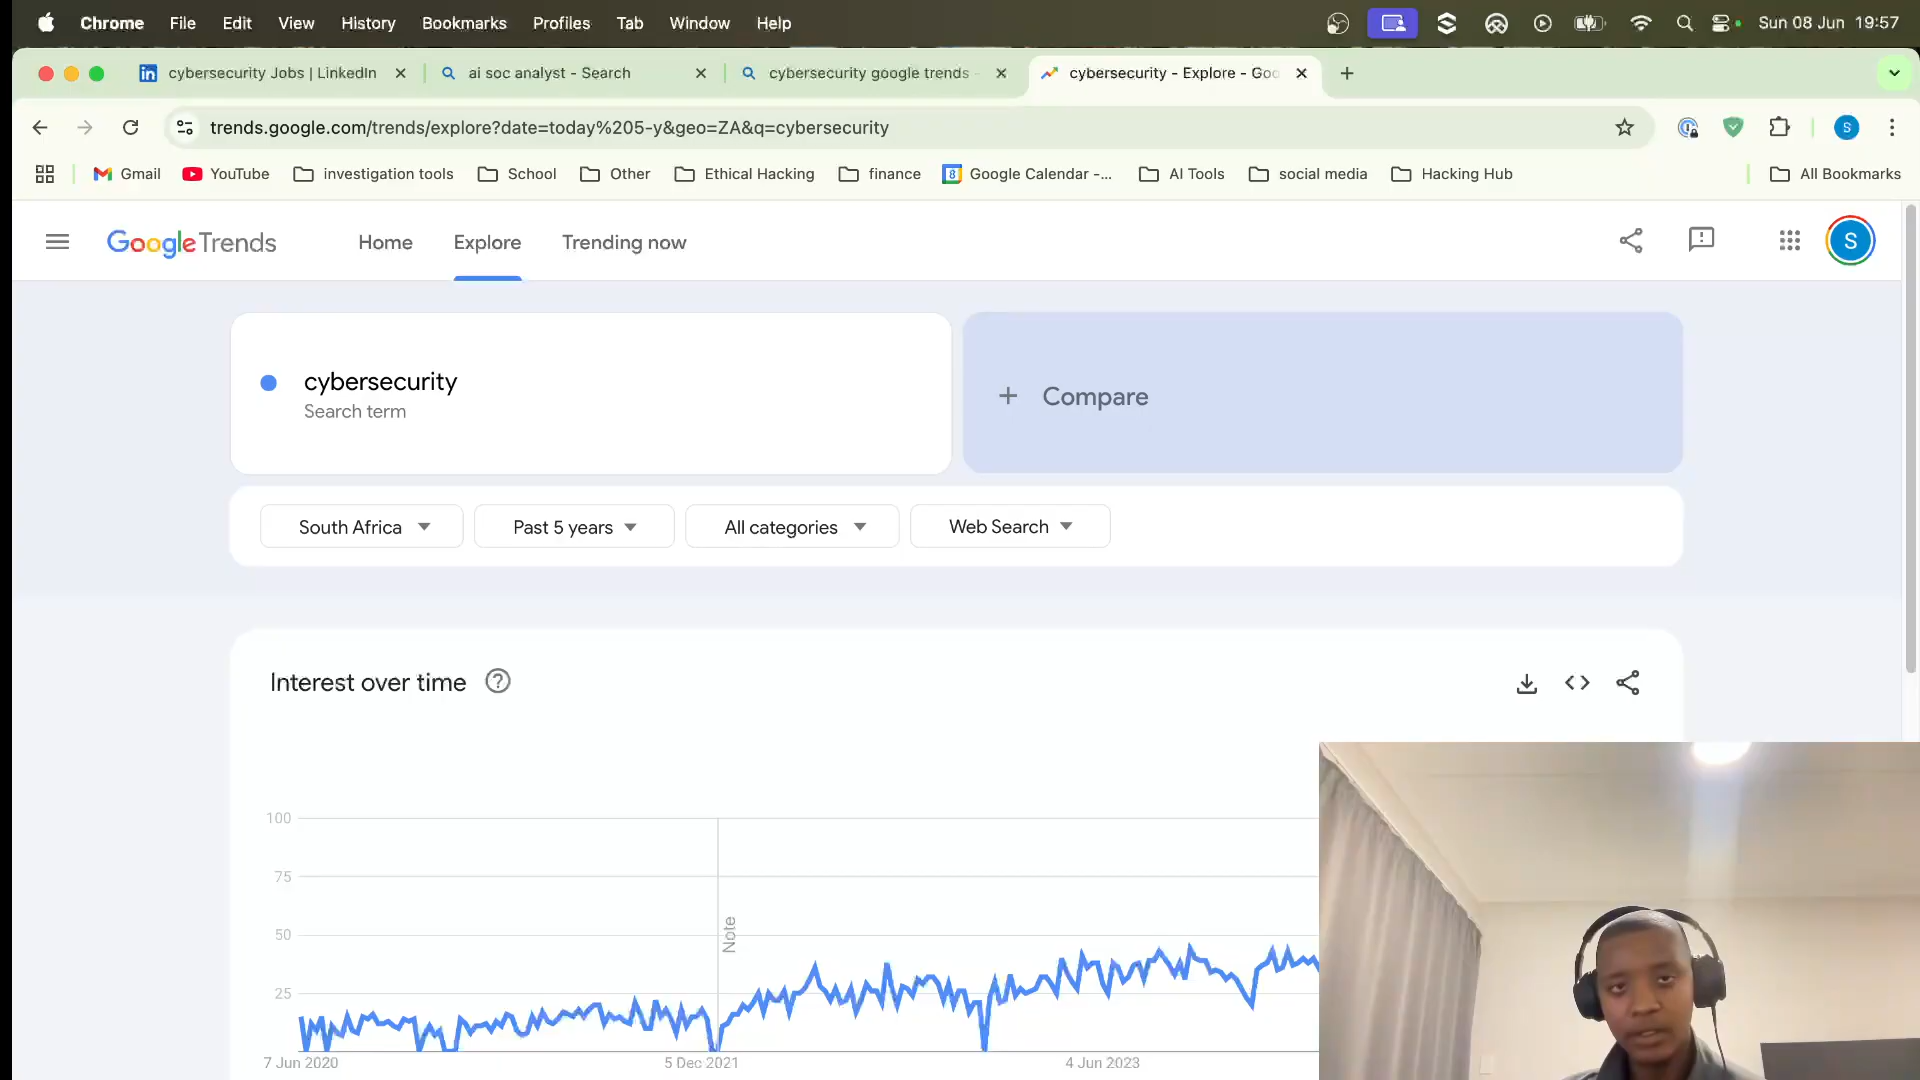 Chrome File Edit View History Bookmarks Profiles Tab Window Help Sun 08 Jun 19:57
cybersecurity Jobs | LinkedIn ai soc analyst - Search cybersecurity google trends - cybersecurity - Explore - Goo
trends.google.com/trends/explore?date=today%205-y&geo=ZA&q=cybersecurity S
Gmail YouTube investigation tools School Other Ethical Hacking finance 8 Google Calendar -... AI Tools social media Hacking Hub All Bookmarks
Google Trends Home Explore Trending now S
cybersecurity
Search term
+ Compare
South Africa Past 5 years All categories Web Search
Interest over time
100
75
50
25
Note
7 Jun 2020 5 Dec 2021 4 Jun 2023